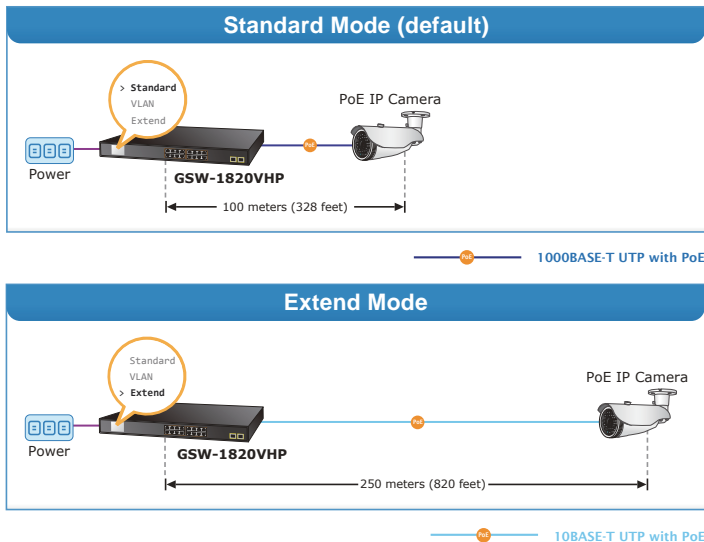 Standard Mode (default)
> Standard
VLAN
Extend
PoE IP Camera
PoE
Power
GSW-1820VHP
100 meters (328 feet)
PoE
1000BASE-T UTP with PoE
Extend Mode
Standard
VLAN
> Extend
PoE IP Camera
PoE
Power
GSW-1820VHP
250 meters (820 feet)
PoE
10BASE-T UTP with PoE